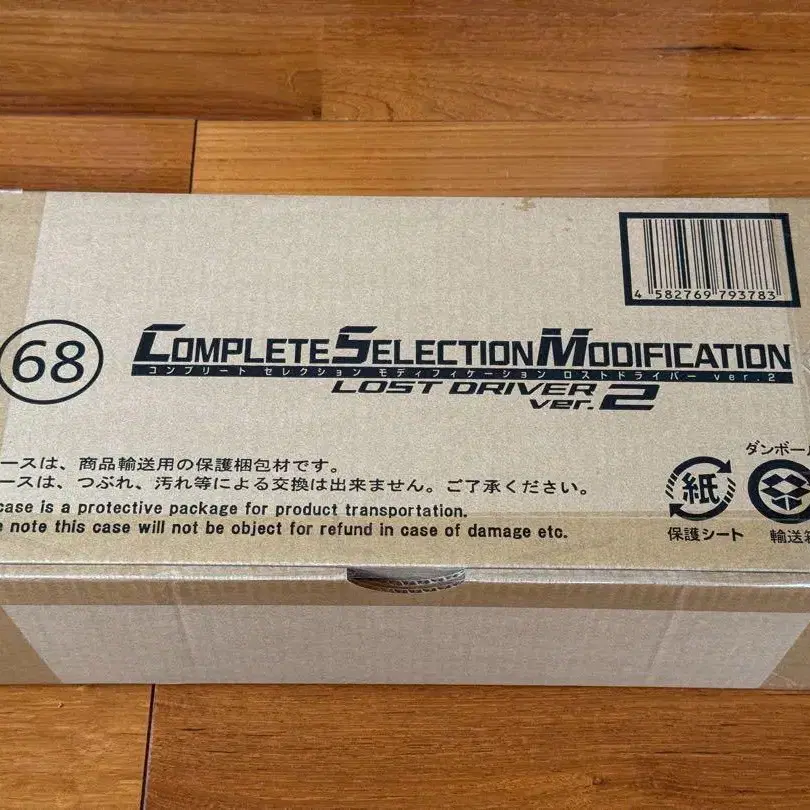 4 582769 793783
68
COMPLETE SELECTION MODIFICATION
コンプリート セレクション モディフィケーション ロストドライバー ver.2
LOST DRIVER
ver.2
ースは、商品輸送用の保護梱包材です。
ースは、つぶれ、汚れ等による交換は出来ません。ご了承ください。
case is a protective package for product transportation.
e note this case will not be object for refund in case of damage etc.
ダンボール
紙
保護シート
輸送箱